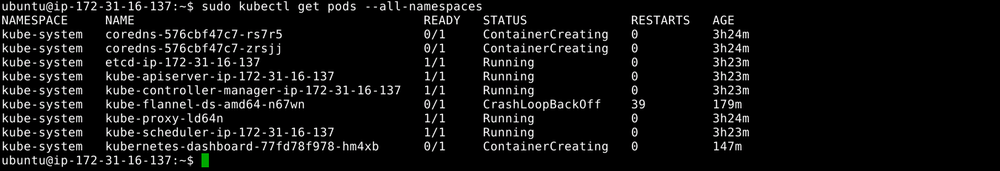 ubuntu@ip-172-31-16-137:~$ sudo kubectl get pods --all-namespaces
NAMESPACE NAME READY STATUS RESTARTS AGE
kube-system coredns-576cbf47c7-rs7r5 0/1 ContainerCreating 0 3h24m
kube-system coredns-576cbf47c7-zrsjj 0/1 ContainerCreating 0 3h24m
kube-system etcd-ip-172-31-16-137 1/1 Running 0 3h23m
kube-system kube-apiserver-ip-172-31-16-137 1/1 Running 0 3h23m
kube-system kube-controller-manager-ip-172-31-16-137 1/1 Running 0 3h23m
kube-system kube-flannel-ds-amd64-n67wn 0/1 CrashLoopBackOff 39 179m
kube-system kube-proxy-ld64n 1/1 Running 0 3h24m
kube-system kube-scheduler-ip-172-31-16-137 1/1 Running 0 3h23m
kube-system kubernetes-dashboard-77fd78f978-hm4xb 0/1 ContainerCreating 0 147m
ubuntu@ip-172-31-16-137:~$